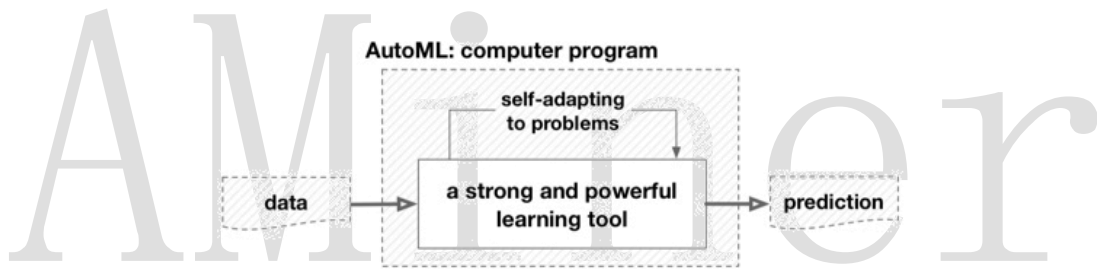 AMiner
AutoML: computer program
self-adapting
to problems
data
a strong and powerful
learning tool
prediction